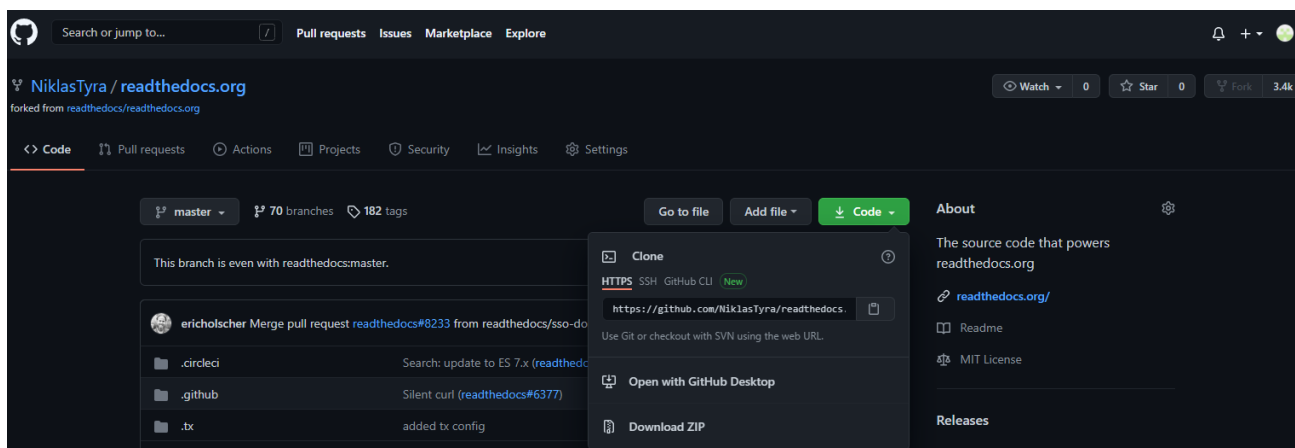 Search or jump to... / Pull requests Issues Marketplace Explore
NiklasTyra / readthedocs.org
Watch 0 Star 0 Fork 3.4k
forked from readthedocs/readthedocs.org
<> Code Pull requests Actions Projects Security Insights Settings
master 70 branches 182 tags Go to file Add file Code
This branch is even with readthedocs:master.
ericholscher Merge pull request readthedocs#8233 from readthedocs/sso-do
.circleci Search: update to ES 7.x (readthedoc
.github Silent curl (readthedocs#6377)
.tx added tx config
Clone
HTTPS SSH GitHub CLI New
https://github.com/NiklasTyra/readthedocs.
Use Git or checkout with SVN using the web URL.
Open with GitHub Desktop
Download ZIP
About
The source code that powers
readthedocs.org
readthedocs.org/
Readme
MIT License
Releases